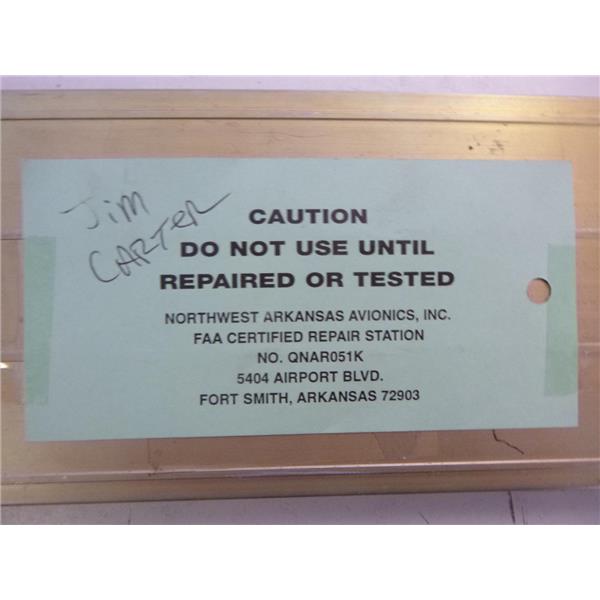 Jim
CARTER
CAUTION
DO NOT USE UNTIL
REPAIRED OR TESTED
NORTHWEST ARKANSAS AVIONICS, INC.
FAA CERTIFIED REPAIR STATION
NO. QNAR051K
5404 AIRPORT BLVD.
FORT SMITH, ARKANSAS 72903